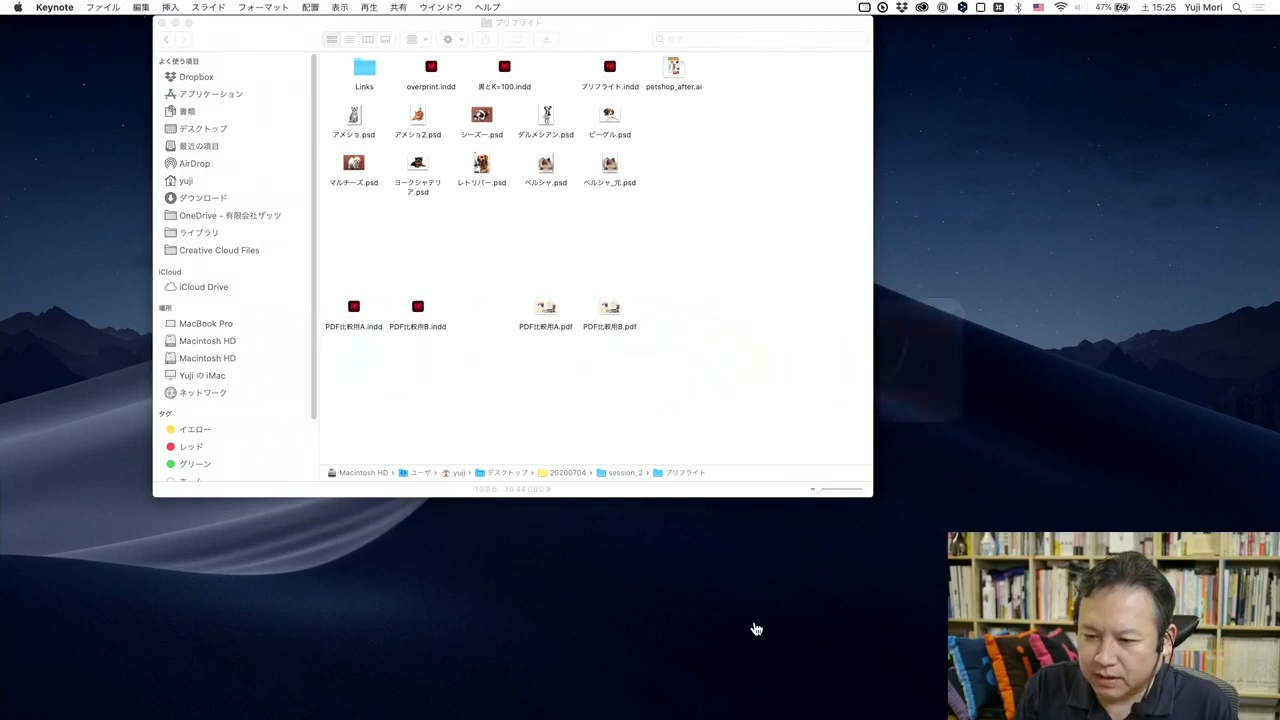 Keynote ファイル 編集 挿入 スライド フォーマット 配置 表示 再生 共有 ウインドウ ヘルプ 47% 土 15:25 Yuji Mori
プリフライト
検索
よく使う項目
Dropbox
アプリケーション
書類
デスクトップ
最近の項目
AirDrop
yuji
ダウンロード
OneDrive - 有限会社ザッツ
ライブラリ
Creative Cloud Files
iCloud
iCloud Drive
場所
MacBook Pro
Macintosh HD
Macintosh HD
Yuji の iMac
ネットワーク
タグ
イエロー
レッド
グリーン
Links overprint.indd 黒とK=100.indd プリフライト.indd petshop_after.ai
アメショ.psd アメショ2.psd シーズー.psd ダルメシアン.psd ビーグル.psd
マルチーズ.psd ヨークシャテリア.psd レトリバー.psd ペルシャ.psd ペルシャ_元.psd
PDF比較用A.indd PDF比較用B.indd PDF比較用A.pdf PDF比較用B.pdf
Macintosh HD › ユーザ › yuji › デスクトップ › 20200704 › session_2 › プリフライト